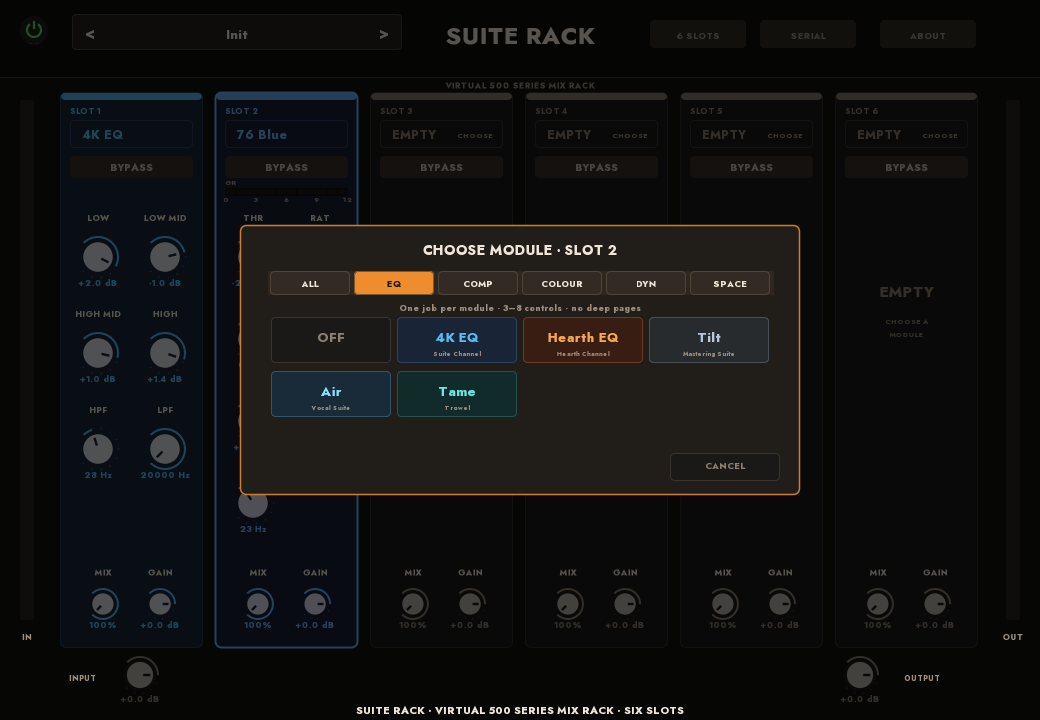 < Init >
SUITE RACK
6 SLOTS SERIAL ABOUT
VIRTUAL 500 SERIES MIX RACK
SLOT 1 SLOT 2 SLOT 3 SLOT 4 SLOT 5 SLOT 6
4K EQ 76 Blue EMPTY CHOOSE EMPTY CHOOSE EMPTY CHOOSE EMPTY CHOOSE
BYPASS BYPASS BYPASS BYPASS BYPASS BYPASS
GR
0 3 6 9 12
LOW LOW MID THR RAT
CHOOSE MODULE · SLOT 2
ALL EQ COMP COLOUR DYN SPACE
One job per module · 3–8 controls · no deep pages
OFF
4K EQ
Suite Channel
Hearth EQ
Hearth Channel
Tilt
Mastering Suite
Air
Vocal Suite
Tame
Trowel
CANCEL
+2.0 dB -1.0 dB
HIGH MID HIGH
+1.0 dB +1.4 dB
HPF LPF
28 Hz 20000 Hz
23 Hz
EMPTY
CHOOSE A
MODULE
MIX GAIN MIX GAIN MIX GAIN MIX GAIN MIX GAIN MIX GAIN
100% +0.0 dB 100% +0.0 dB 100% +0.0 dB 100% +0.0 dB 100% +0.0 dB 100% +0.0 dB
IN OUT
INPUT OUTPUT
+0.0 dB +0.0 dB
SUITE RACK · VIRTUAL 500 SERIES MIX RACK · SIX SLOTS